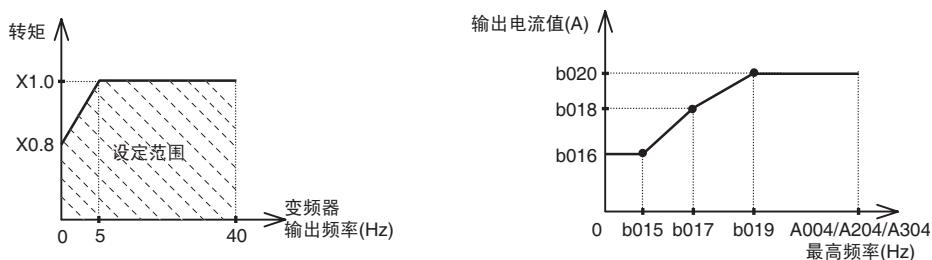 转矩
X1.0
X0.8
设定范围
0
5
40
变频器
输出频率(Hz)
输出电流值(A)
b020
b018
b016
0
b015
b017
b019
A004/A204/A304
最高频率(Hz)